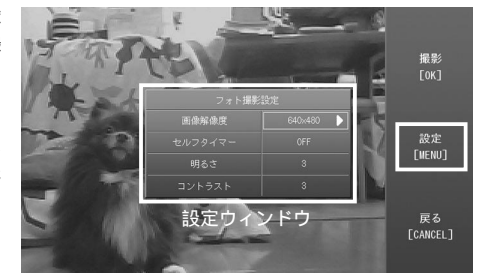 フォト撮影設定
画像解像度 640x480
セルフタイマー OFF
明るさ 3
コントラスト 3
設定ウィンドウ
撮影
[OK]
設定
[MENU]
戻る
[CANCEL]